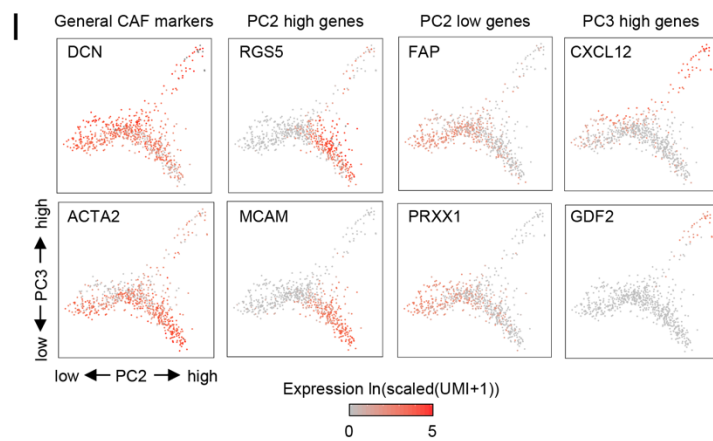 I
General CAF markers PC2 high genes PC2 low genes PC3 high genes
DCN RGS5 FAP CXCL12
ACTA2 MCAM PRXX1 GDF2
low ← PC3 → high
low ← PC2 → high
Expression ln(scaled(UMI+1))
0 5